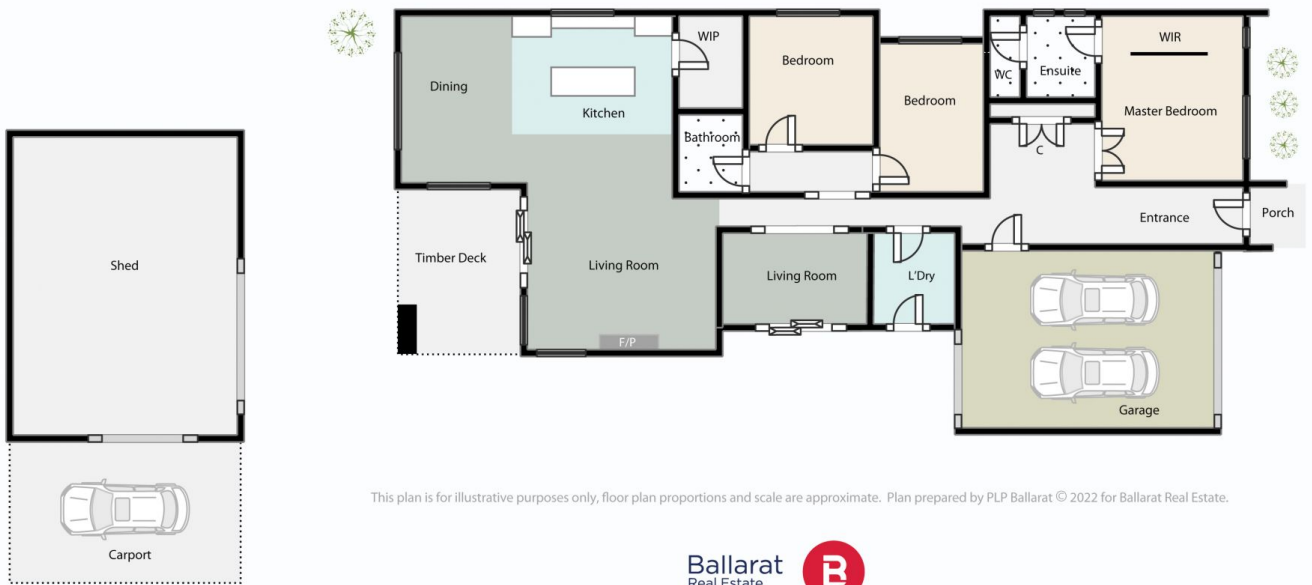 WIP
WIR
Bedroom
Dining
WC
Ensuite
Bedroom
Kitchen
Master Bedroom
Bathroom
C
Porch
Entrance
Timber Deck
Shed
Living Room
Living Room
L'Dry
F/P
Garage
This plan is for illustrative purposes only, floor plan proportions and scale are approximate. Plan prepared by PLP Ballarat © 2022 for Ballarat Real Estate.
Carport
Ballarat
Real Estate
B